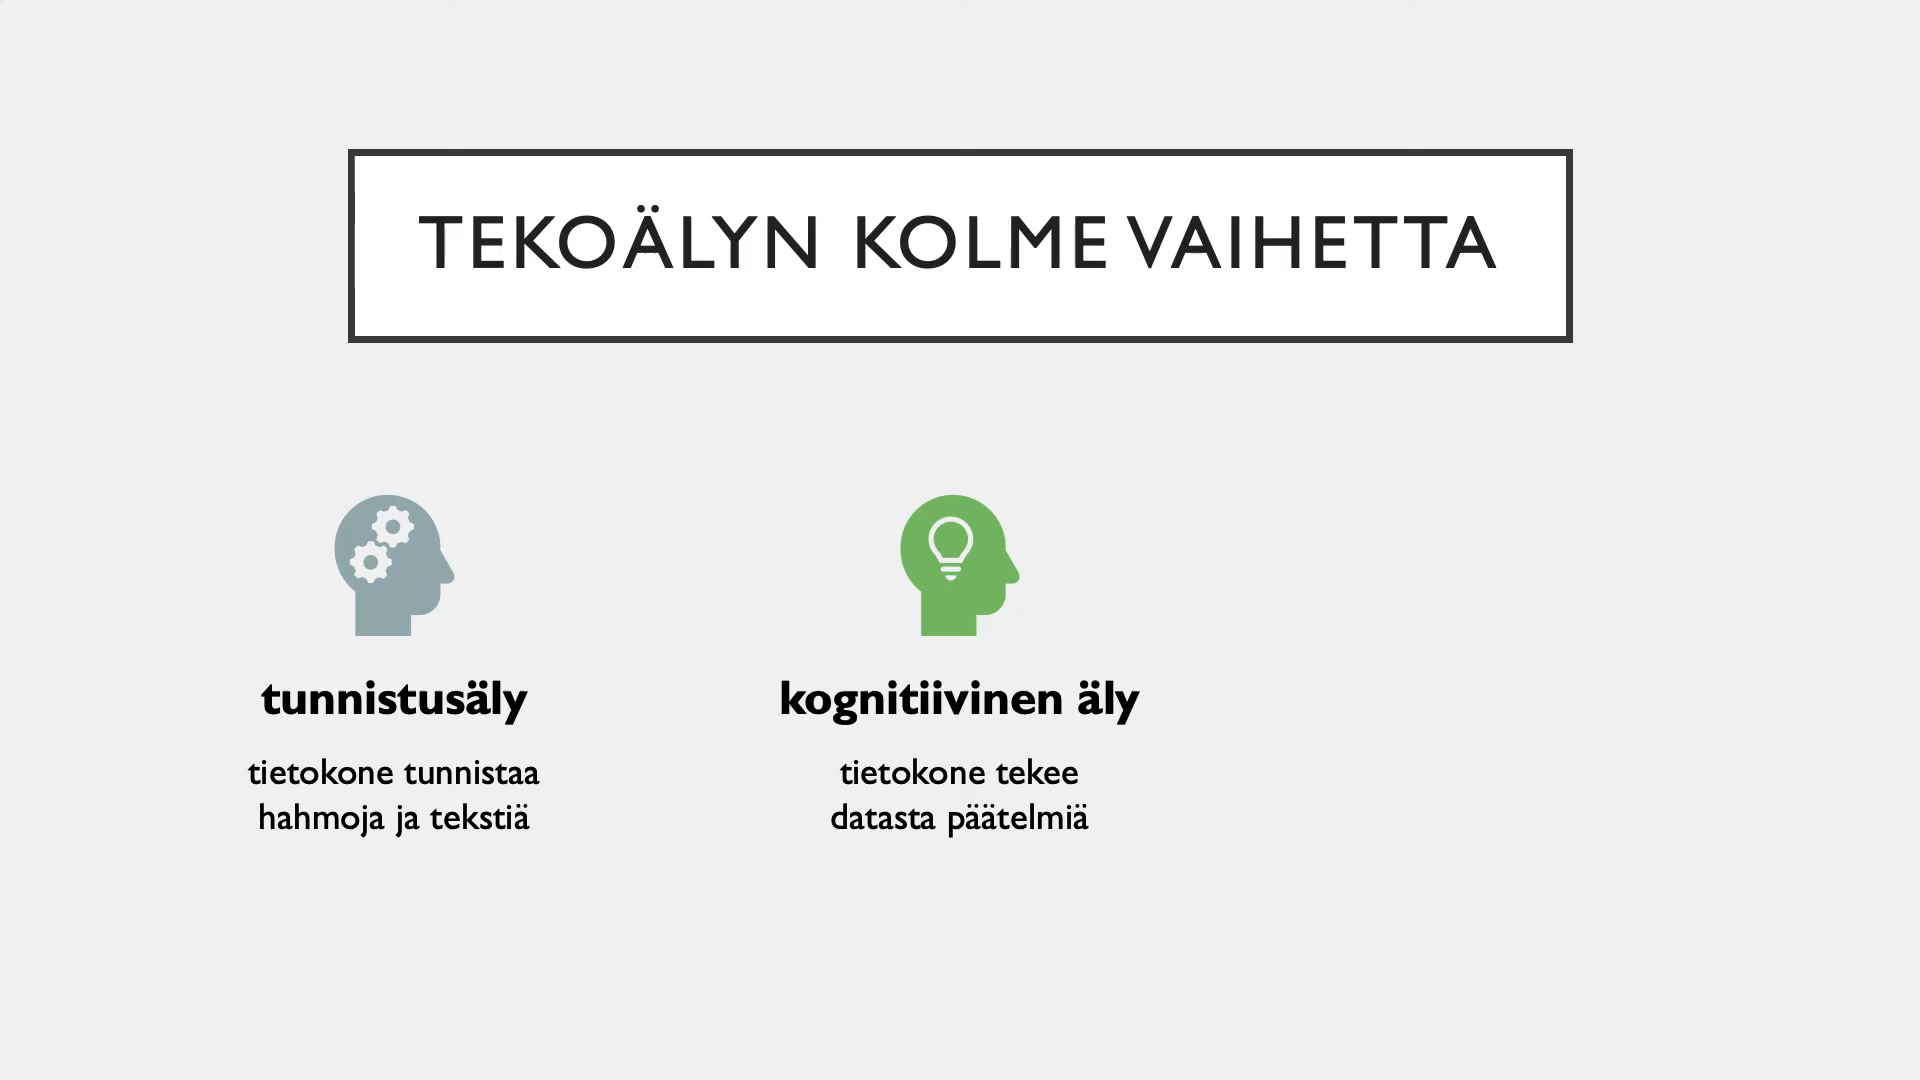 TEKOÄLYN KOLME VAIHETTA
tunnistusäly
tietokone tunnistaa
hahmoja ja tekstiä
kognitiivinen äly
tietokone tekee
datasta päätelmiä